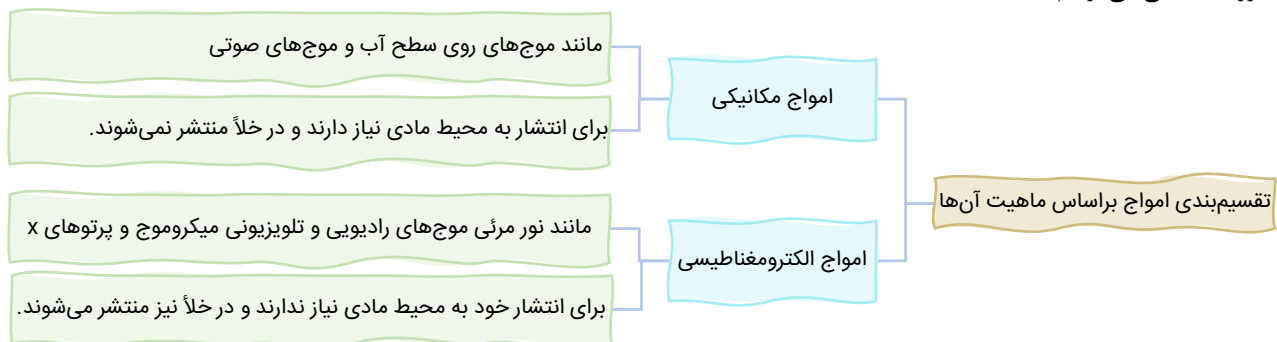 تقسیم‌بندی امواج براساس ماهیت آن‌ها
امواج مکانیکی
مانند موج‌های روی سطح آب و موج‌های صوتی
برای انتشار به محیط مادی نیاز دارند و در خلأ منتشر نمی‌شوند.
امواج الکترومغناطیسی
مانند نور مرئی موج‌های رادیویی و تلویزیونی میکروموج و پرتوهای x
برای انتشار خود به محیط مادی نیاز ندارند و در خلأ نیز منتشر می‌شوند.